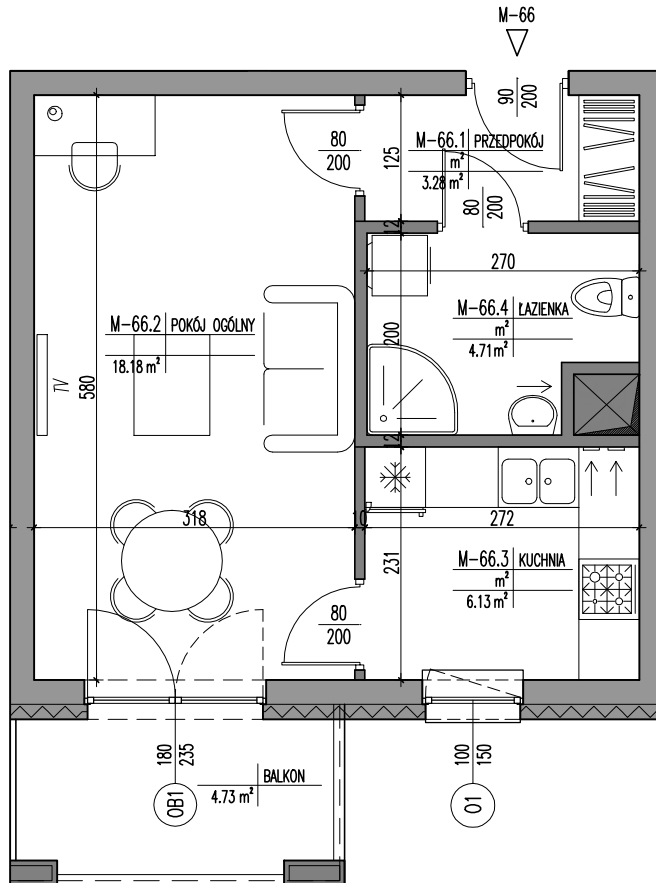 M-66
90
200
M-66.1 PRZEDPOKÓJ
m²
3.28 m²
80
200
125
80
200
12
270
M-66.2 POKÓJ OGÓLNY
18.18 m²
M-66.4 ŁAZIENKA
m²
4.71 m²
200
TV
580
12
318
10
272
231
M-66.3 KUCHNIA
m²
6.13 m²
80
200
180
235
100
150
BALKON
4.73 m²
OB1
O1